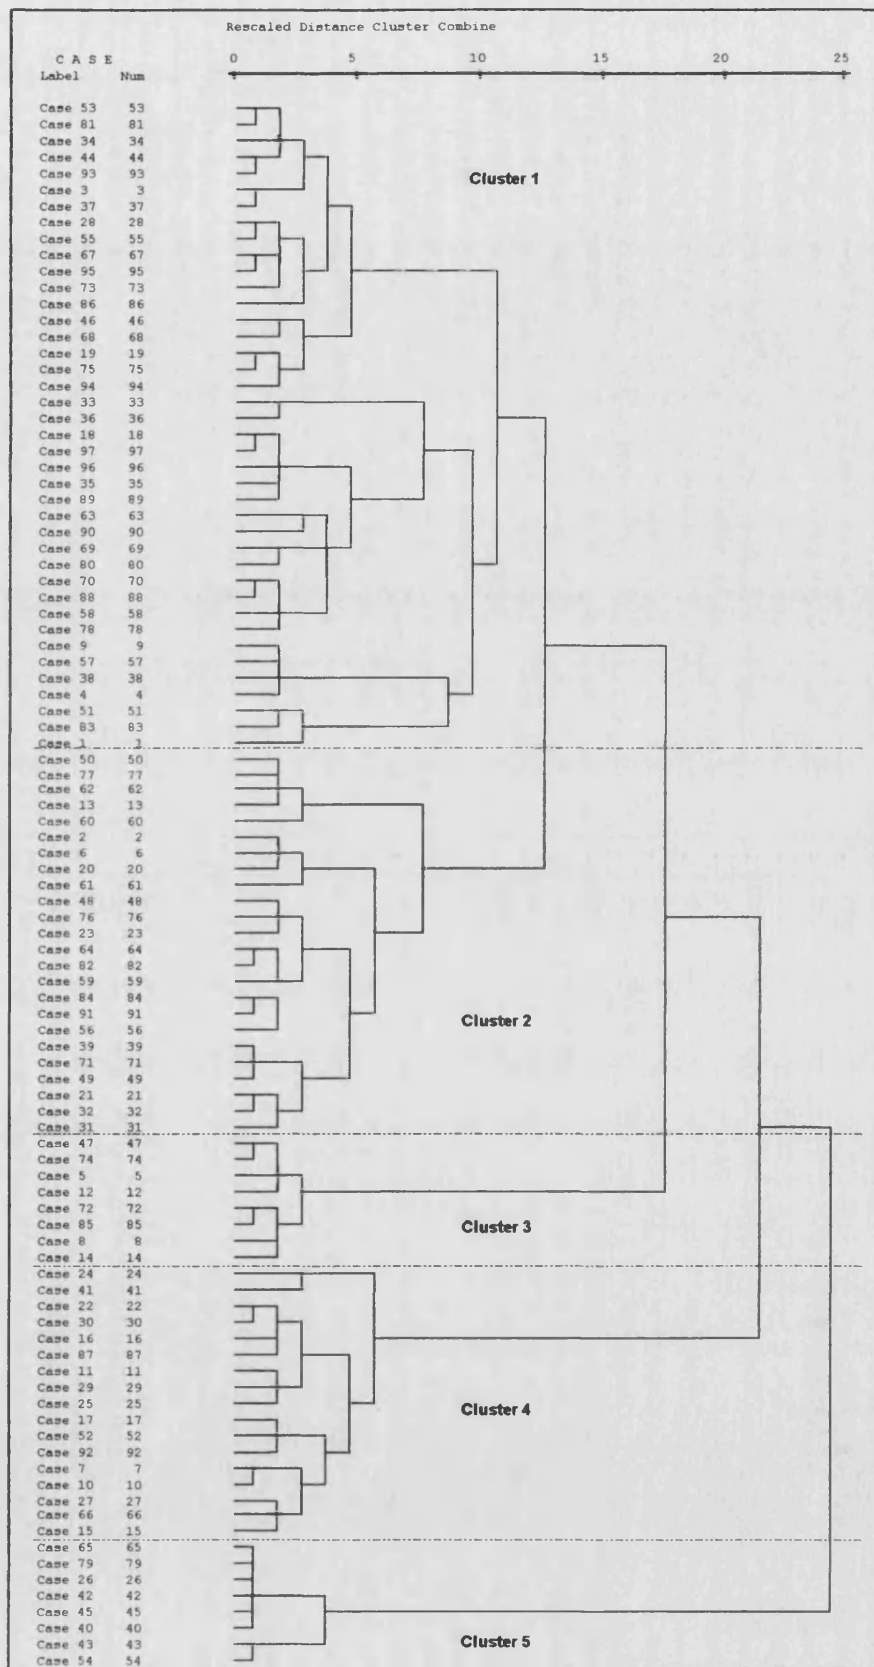 Rescaled Distance Cluster Combine
C A S E 0 5 10 15 20 25
Label Num
Case 53 53
Case 81 81
Case 34 34
Case 44 44
Case 93 93
Cluster 1
Case 3 3
Case 37 37
Case 28 28
Case 55 55
Case 67 67
Case 95 95
Case 73 73
Case 86 86
Case 46 46
Case 68 68
Case 19 19
Case 75 75
Case 94 94
Case 33 33
Case 36 36
Case 18 18
Case 97 97
Case 96 96
Case 35 35
Case 89 89
Case 63 63
Case 90 90
Case 69 69
Case 80 80
Case 70 70
Case 88 88
Case 58 58
Case 78 78
Case 9 9
Case 57 57
Case 38 38
Case 4 4
Case 51 51
Case 83 83
Case 1 1
Case 50 50
Case 77 77
Case 62 62
Case 13 13
Case 60 60
Case 2 2
Case 6 6
Case 20 20
Case 61 61
Case 48 48
Case 76 76
Case 23 23
Case 64 64
Case 82 82
Case 59 59
Case 84 84
Case 91 91
Cluster 2
Case 56 56
Case 39 39
Case 71 71
Case 49 49
Case 21 21
Case 32 32
Case 31 31
Case 47 47
Case 74 74
Case 5 5
Case 12 12
Case 72 72
Case 85 85
Cluster 3
Case 8 8
Case 14 14
Case 24 24
Case 41 41
Case 22 22
Case 30 30
Case 16 16
Case 87 87
Case 11 11
Case 29 29
Case 25 25
Cluster 4
Case 17 17
Case 52 52
Case 92 92
Case 7 7
Case 10 10
Case 27 27
Case 66 66
Case 15 15
Case 65 65
Case 79 79
Case 26 26
Case 42 42
Case 45 45
Case 40 40
Case 43 43
Cluster 5
Case 54 54